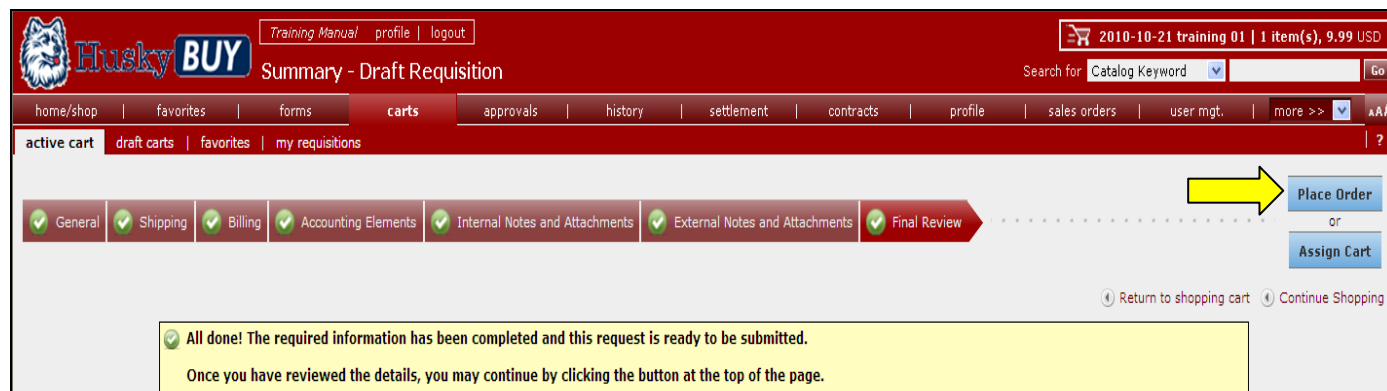 Training Manual profile | logout
2010-10-21 training 01 | 1 item(s), 9.99 USD
Husky BUY
Summary - Draft Requisition
Search for Catalog Keyword Go
home/shop | favorites | forms | carts | approvals | history | settlement | contracts | profile | sales orders | user mgt. | more >>
active cart draft carts | favorites | my requisitions | ?
Place Order
General Shipping Billing Accounting Elements Internal Notes and Attachments External Notes and Attachments Final Review
or
Assign Cart
Return to shopping cart Continue Shopping
All done! The required information has been completed and this request is ready to be submitted.
Once you have reviewed the details, you may continue by clicking the button at the top of the page.